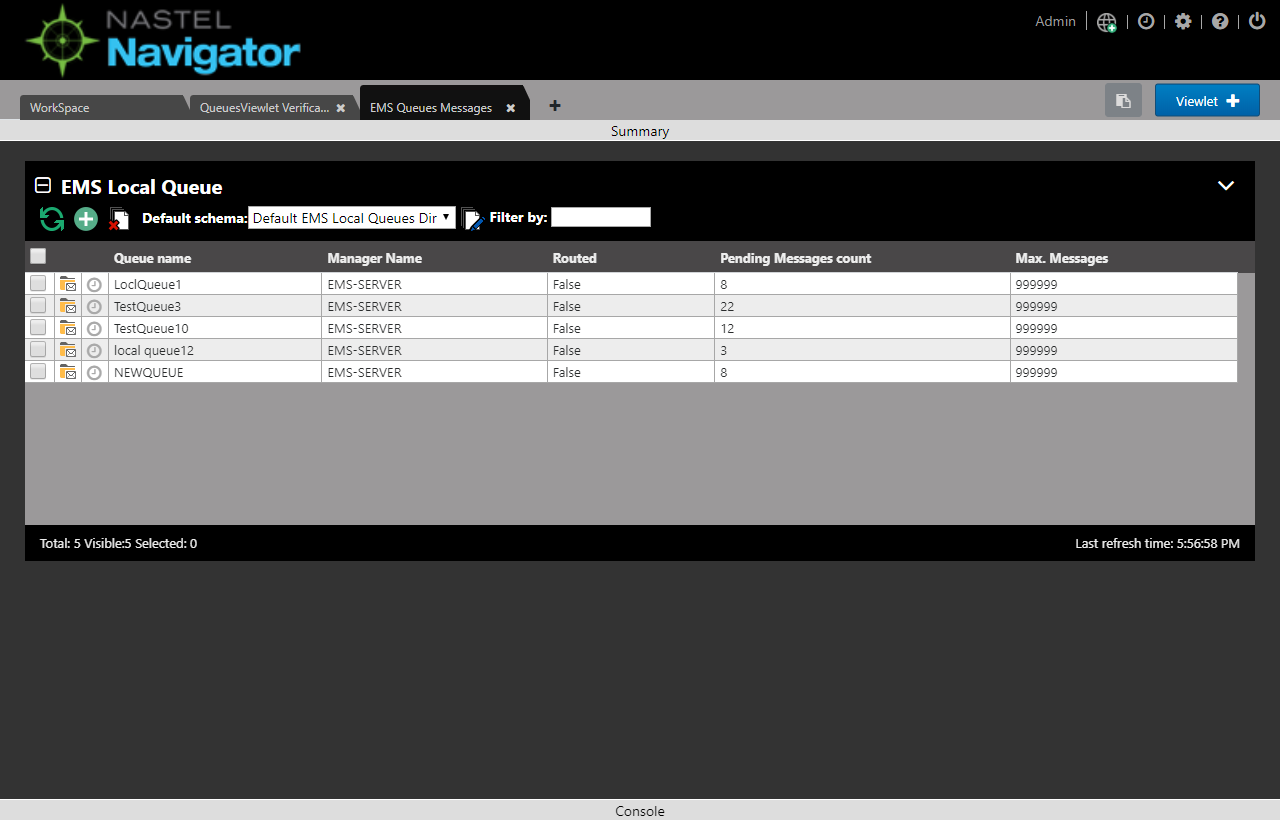 NASTEL
Navigator
Admin
WorkSpace
QueuesViewlet Verifica...
EMS Queues Messages
Viewlet
Summary
EMS Local Queue
Default schema: Default EMS Local Queues Dir Filter by:
Queue name Manager Name Routed Pending Messages count Max. Messages
LoclQueue1 EMS-SERVER False 8 999999
TestQueue3 EMS-SERVER False 22 999999
TestQueue10 EMS-SERVER False 12 999999
local queue12 EMS-SERVER False 3 999999
NEWQUEUE EMS-SERVER False 8 999999
Total: 5 Visible:5 Selected: 0
Last refresh time: 5:56:58 PM
Console